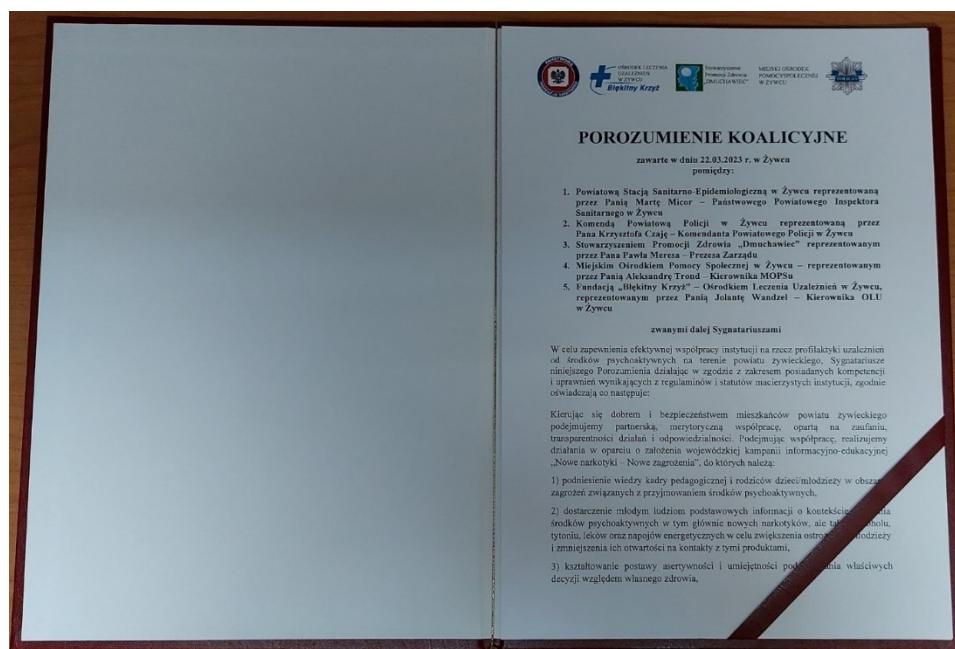 OŚRODEK LECZENIA
UZALEŻNIEŃ
W ŻYWCU
Błękitny Krzyż
Stowarzyszenie
Promocji Zdrowia
„DMUCHAWIEC"
MIEJSKI OŚRODEK
POMOCY SPOŁECZNEJ
W ŻYWCU
POROZUMIENIE KOALICYJNE
zawarte w dniu 22.03.2023 r. w Żywcu
pomiędzy:
1. Powiatową Stacją Sanitarno-Epidemiologiczną w Żywcu reprezentowaną
przez Panią Martę Micor – Państwowego Powiatowego Inspektora
Sanitarnego w Żywcu
2. Komendą Powiatową Policji w Żywcu reprezentowaną przez
Pana Krzysztofa Czaję – Komendanta Powiatowego Policji w Żywcu
3. Stowarzyszeniem Promocji Zdrowia „Dmuchawiec" reprezentowanym
przez Pana Pawła Meresa – Prezesa Zarządu
4. Miejskim Ośrodkiem Pomocy Społecznej w Żywcu – reprezentowanym
przez Panią Aleksandrę Trond – Kierownika MOPSu
5. Fundacją „Błękitny Krzyż" – Ośrodkiem Leczenia Uzależnień w Żywcu,
reprezentowanym przez Panią Jolantę Wandzel – Kierownika OLU
w Żywcu
zwanymi dalej Sygnatariuszami
W celu zapewnienia efektywnej współpracy instytucji na rzecz profilaktyki uzależnień
od środków psychoaktywnych na terenie powiatu żywieckiego, Sygnatariusze
niniejszego Porozumienia działając w zgodzie z zakresem posiadanych kompetencji
i uprawnień wynikających z regulaminów i statutów macierzystych instytucji, zgodnie
oświadczają co następuje:
Kierując się dobrem i bezpieczeństwem mieszkańców powiatu żywieckiego
podejmujemy partnerską, merytoryczną współpracę, opartą na zaufaniu,
transparentności działań i odpowiedzialności. Podejmując współpracę, realizujemy
działania w oparciu o założenia wojewódzkiej kampanii informacyjno-edukacyjnej
„Nowe narkotyki – Nowe zagrożenia", do których należą:
1) podniesienie wiedzy kadry pedagogicznej i rodziców dzieci/młodzieży w
zagrożeń związanych z przyjmowaniem środków psychoaktywnych,
2) dostarczenie młodym ludziom podstawowych informacji o kontekście
środków psychoaktywnych w tym głównie nowych narkotyków, ale
tytoniu, leków oraz napojów energetycznych w celu zwiększenia
i zmniejszenia ich otwartości na kontakty z tymi produktami,
3) kształtowanie postawy asertywności i umiejętności właściwych
decyzji względem własnego zdrowia,